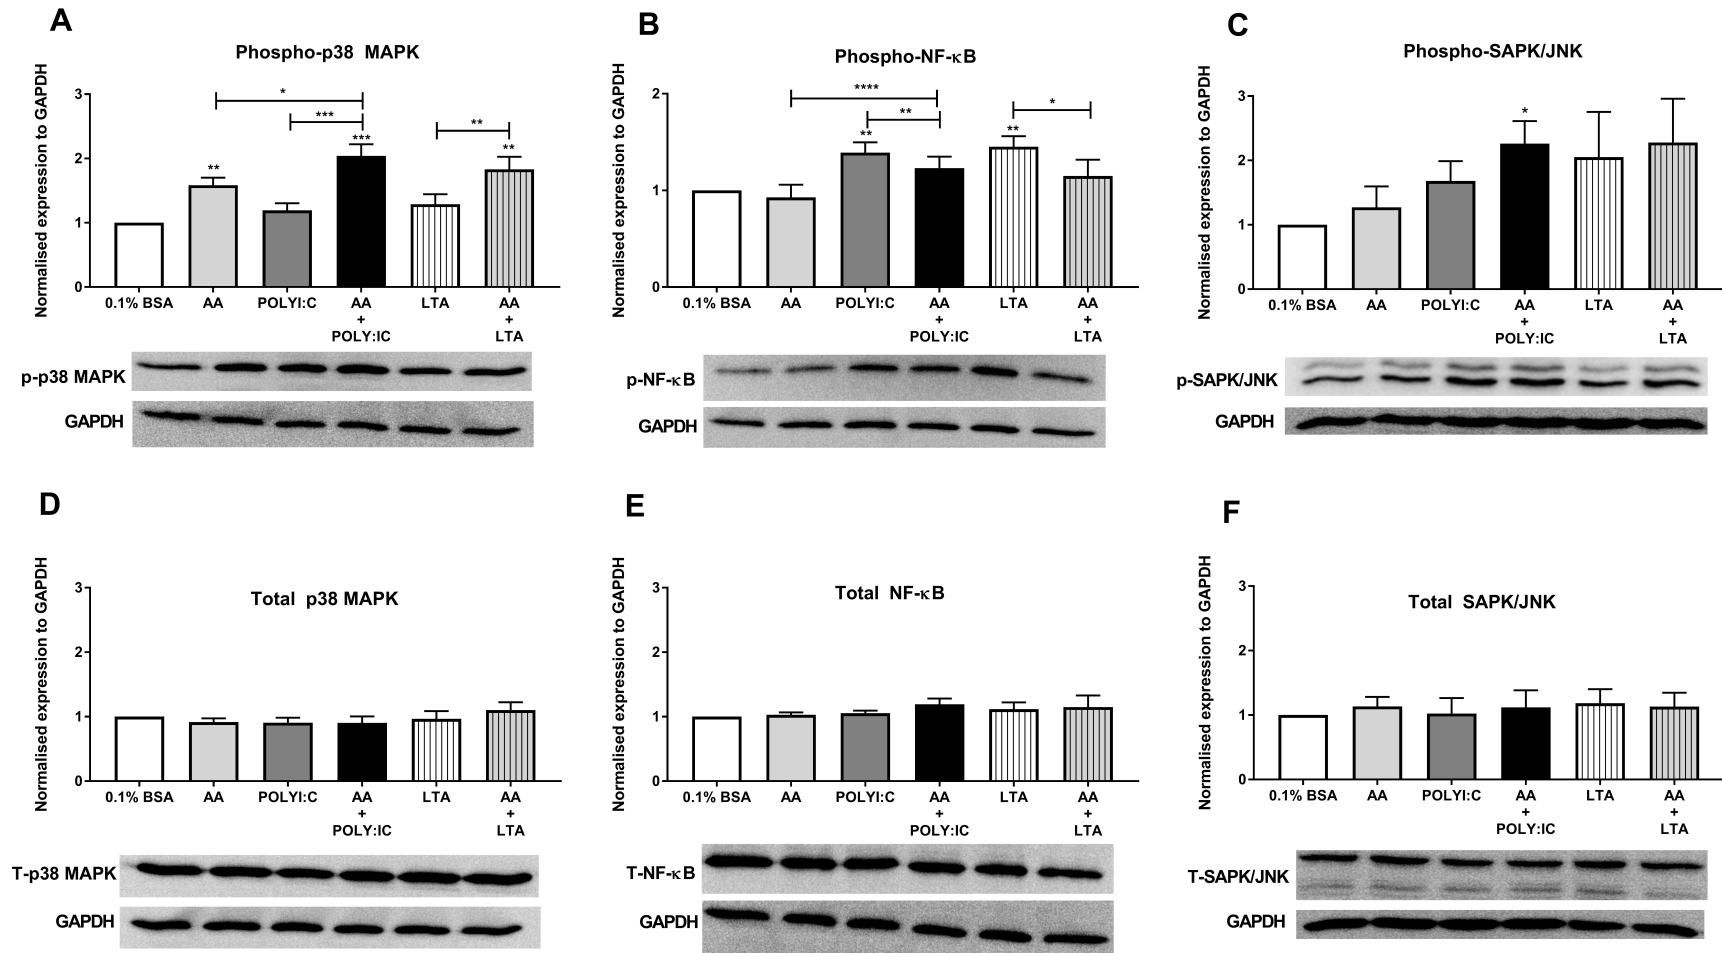 A
Phospho-p38 MAPK
Normalised expression to GAPDH
3
2
1
0
*
***
**
***
**
**
0.1% BSA
AA
POLYI:C
AA
+
POLY:IC
LTA
AA
+
LTA
p-p38 MAPK
GAPDH
B
Phospho-NF-κB
Normalised expression to GAPDH
2
1
0
****
**
*
**
**
0.1% BSA
AA
POLYI:C
AA
+
POLY:IC
LTA
AA
+
LTA
p-NF-κB
GAPDH
C
Phospho-SAPK/JNK
Normalised expression to GAPDH
3
2
1
0
*
0.1% BSA
AA
POLYI:C
AA
+
POLY:IC
LTA
AA
+
LTA
p-SAPK/JNK
GAPDH
D
Total p38 MAPK
Normalised expression to GAPDH
3
2
1
0
0.1% BSA
AA
POLYI:C
AA
+
POLY:IC
LTA
AA
+
LTA
T-p38 MAPK
GAPDH
E
Total NF-κB
Normalised expression to GAPDH
3
2
1
0
0.1% BSA
AA
POLYI:C
AA
+
POLY:IC
LTA
AA
+
LTA
T-NF-κB
GAPDH
F
Total SAPK/JNK
Normalised expression to GAPDH
3
2
1
0
0.1% BSA
AA
POLYI:C
AA
+
POLY:IC
LTA
AA
+
LTA
T-SAPK/JNK
GAPDH